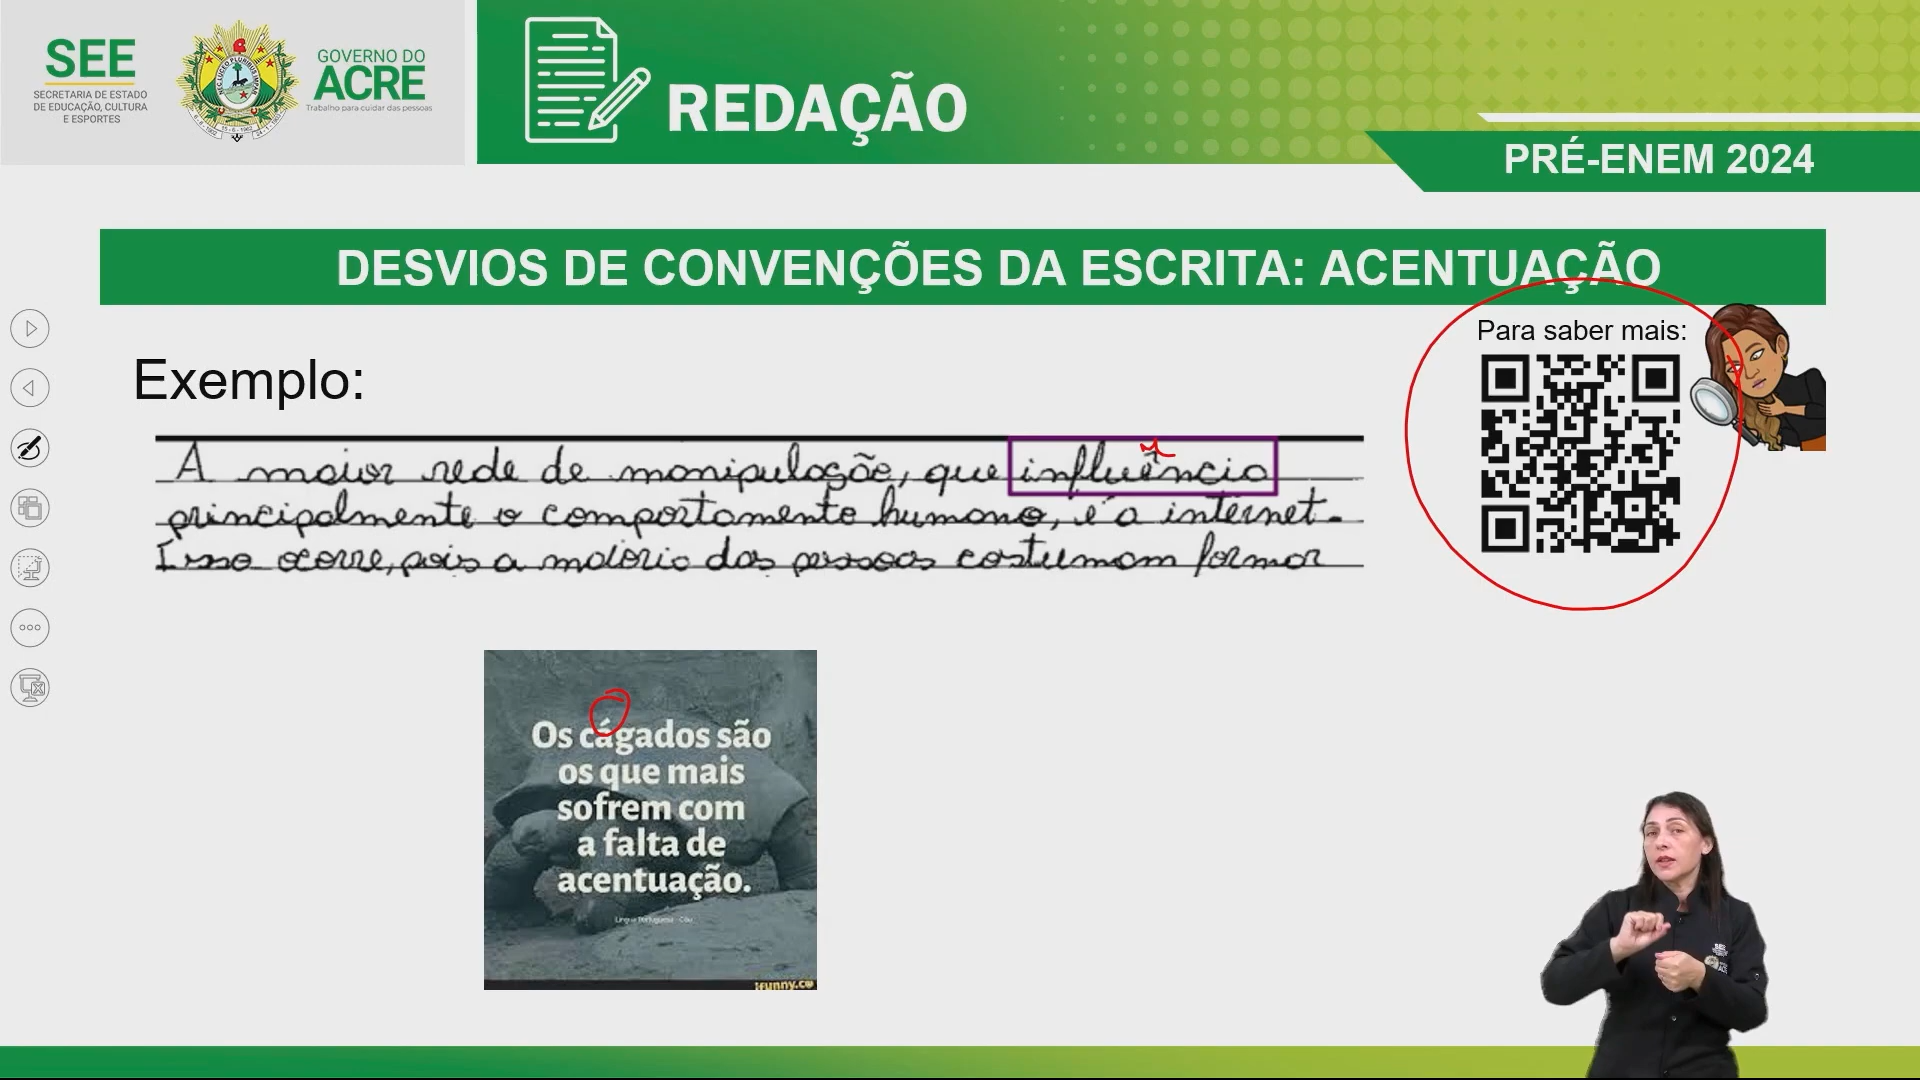 SEE
SECRETARIA DE ESTADO
DE EDUCAÇÃO, CULTURA
E ESPORTES
GOVERNO DO
ACRE
Trabalho para cuidar das pessoas
REDAÇÃO
PRÉ-ENEM 2024
DESVIOS DE CONVENÇÕES DA ESCRITA: ACENTUAÇÃO
Para saber mais:
Exemplo:
A maior rede de manipulação, que influência
principalmente o comportamento humano, é a internet.
Isso ocorre, pois a maioria das pessoas costumam formar
Os cágados são
os que mais
sofrem com
a falta de
acentuação.
ifunny.co